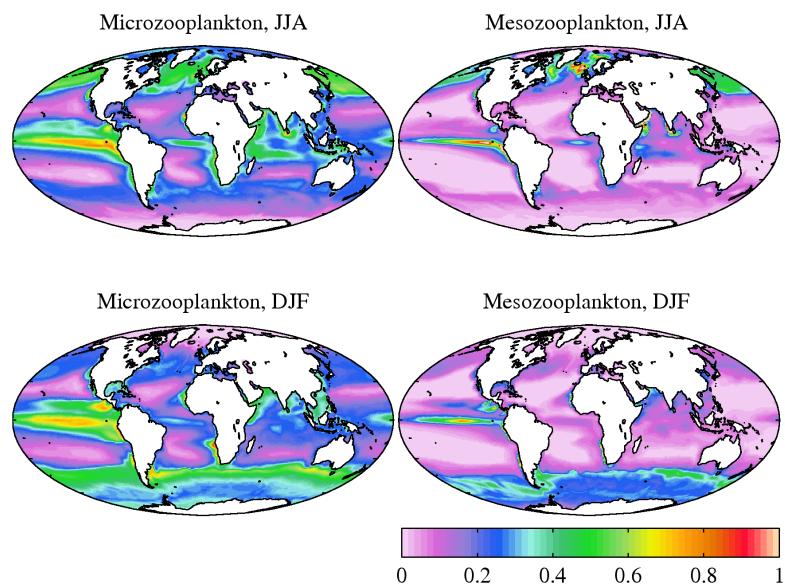 Microzooplankton, JJA
Mesozooplankton, JJA
Microzooplankton, DJF
Mesozooplankton, DJF
0 0.2 0.4 0.6 0.8 1